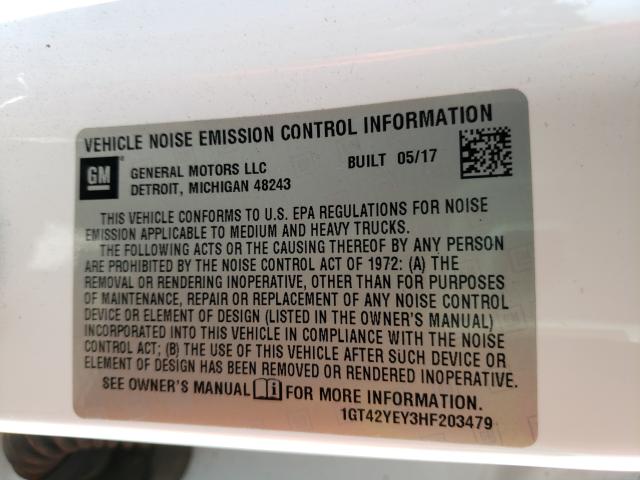 VEHICLE NOISE EMISSION CONTROL INFORMATION
GM
GENERAL MOTORS LLC BUILT 05/17
DETROIT, MICHIGAN 48243
THIS VEHICLE CONFORMS TO U.S. EPA REGULATIONS FOR NOISE
EMISSION APPLICABLE TO MEDIUM AND HEAVY TRUCKS.
THE FOLLOWING ACTS OR THE CAUSING THEREOF BY ANY PERSON
ARE PROHIBITED BY THE NOISE CONTROL ACT OF 1972: (A) THE
REMOVAL OR RENDERING INOPERATIVE, OTHER THAN FOR PURPOSES
OF MAINTENANCE, REPAIR OR REPLACEMENT OF ANY NOISE CONTROL
DEVICE OR ELEMENT OF DESIGN (LISTED IN THE OWNER'S MANUAL)
INCORPORATED INTO THIS VEHICLE IN COMPLIANCE WITH THE NOISE
CONTROL ACT; (B) THE USE OF THIS VEHICLE AFTER SUCH DEVICE OR
ELEMENT OF DESIGN HAS BEEN REMOVED OR RENDERED INOPERATIVE.
SEE OWNER'S MANUAL FOR MORE INFORMATION.
1GT42YEY3HF203479